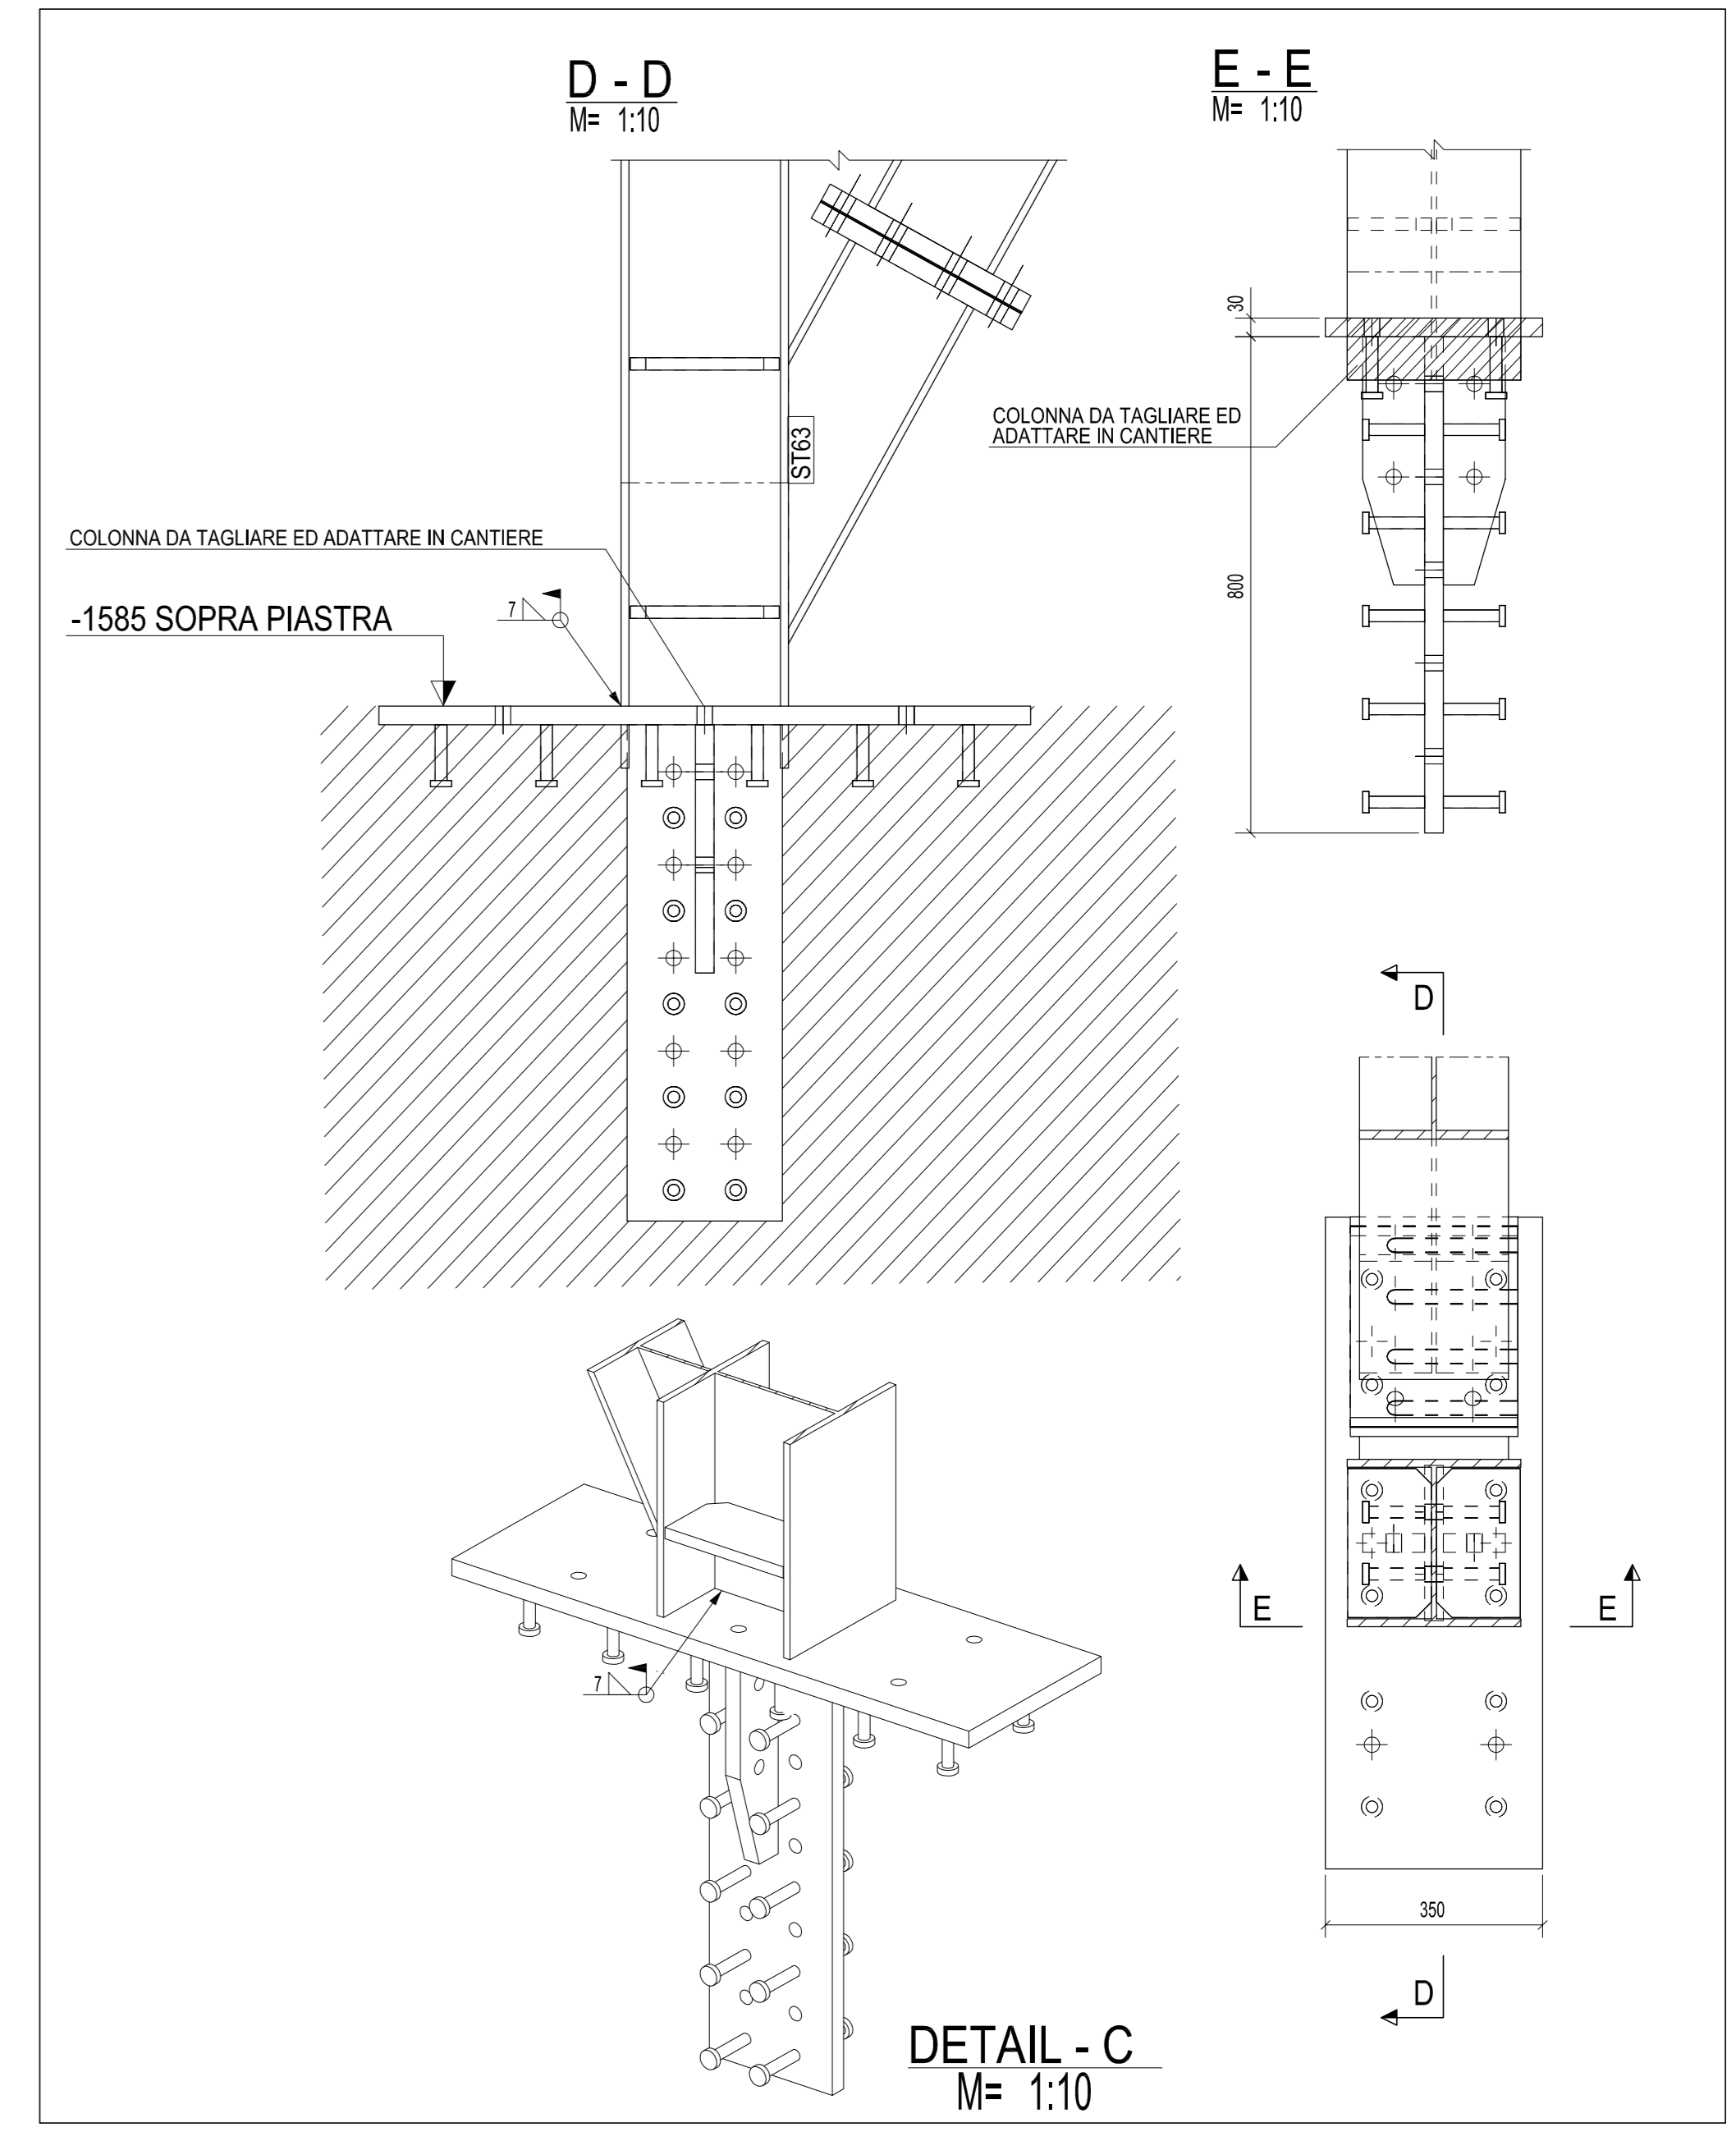 D - D
M= 1:10
E - E
M= 1:10
30
COLONNA DA TAGLIARE ED
ADATTARE IN CANTIERE
800
ST63
COLONNA DA TAGLIARE ED ADATTARE IN CANTIERE
-1585 SOPRA PIASTRA
7
D
E
E
7
350
D
DETAIL - C
M= 1:10